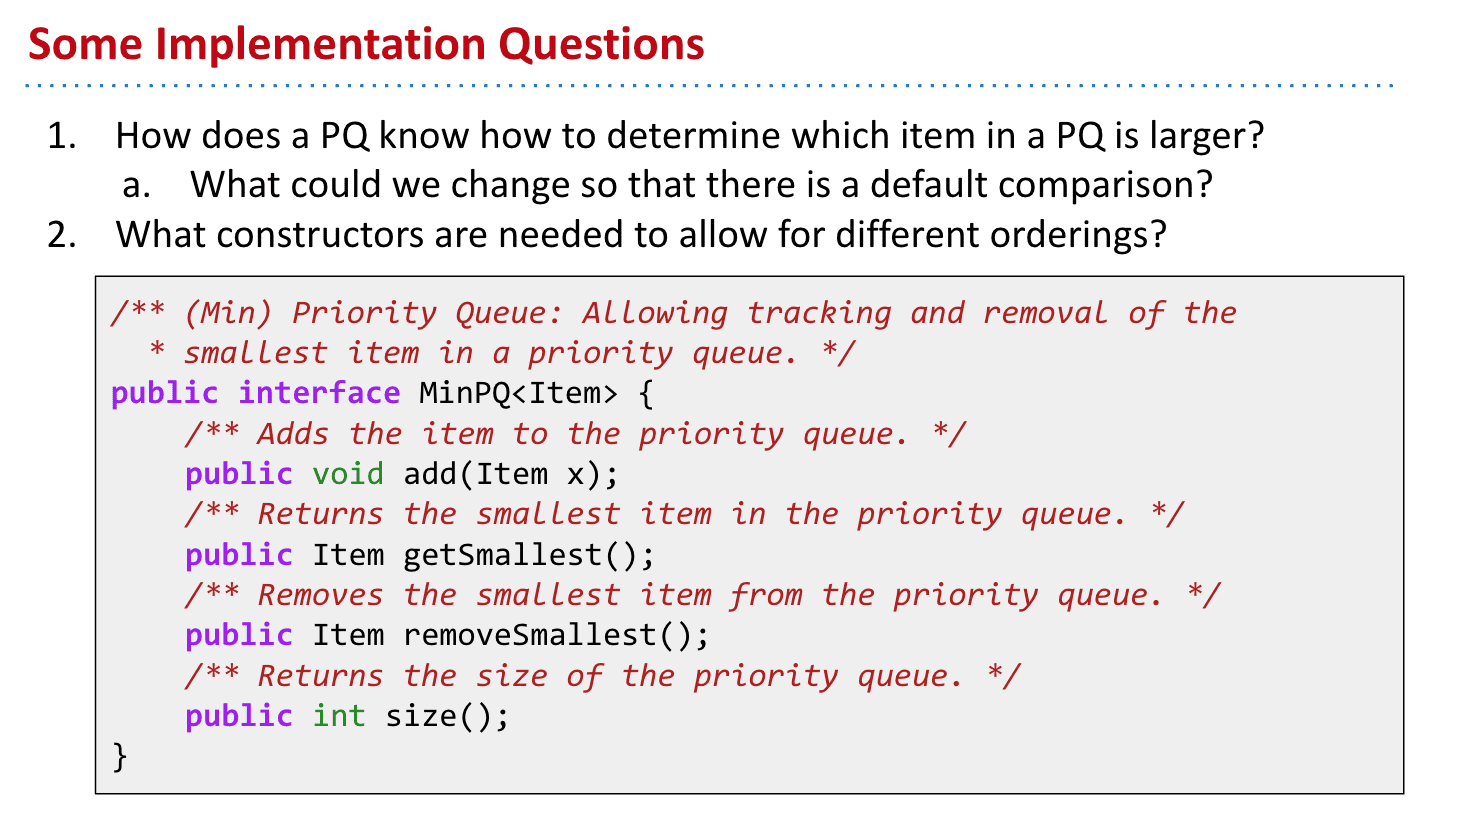 Some Implementation Questions
1. How does a PQ know how to determine which item in a PQ is larger?
a. What could we change so that there is a default comparison?
2. What constructors are needed to allow for different orderings?
/** (Min) Priority Queue: Allowing tracking and removal of the
  * smallest item in a priority queue. */
public interface MinPQ<Item> {
    /** Adds the item to the priority queue. */
    public void add(Item x);
    /** Returns the smallest item in the priority queue. */
    public Item getSmallest();
    /** Removes the smallest item from the priority queue. */
    public Item removeSmallest();
    /** Returns the size of the priority queue. */
    public int size();
}